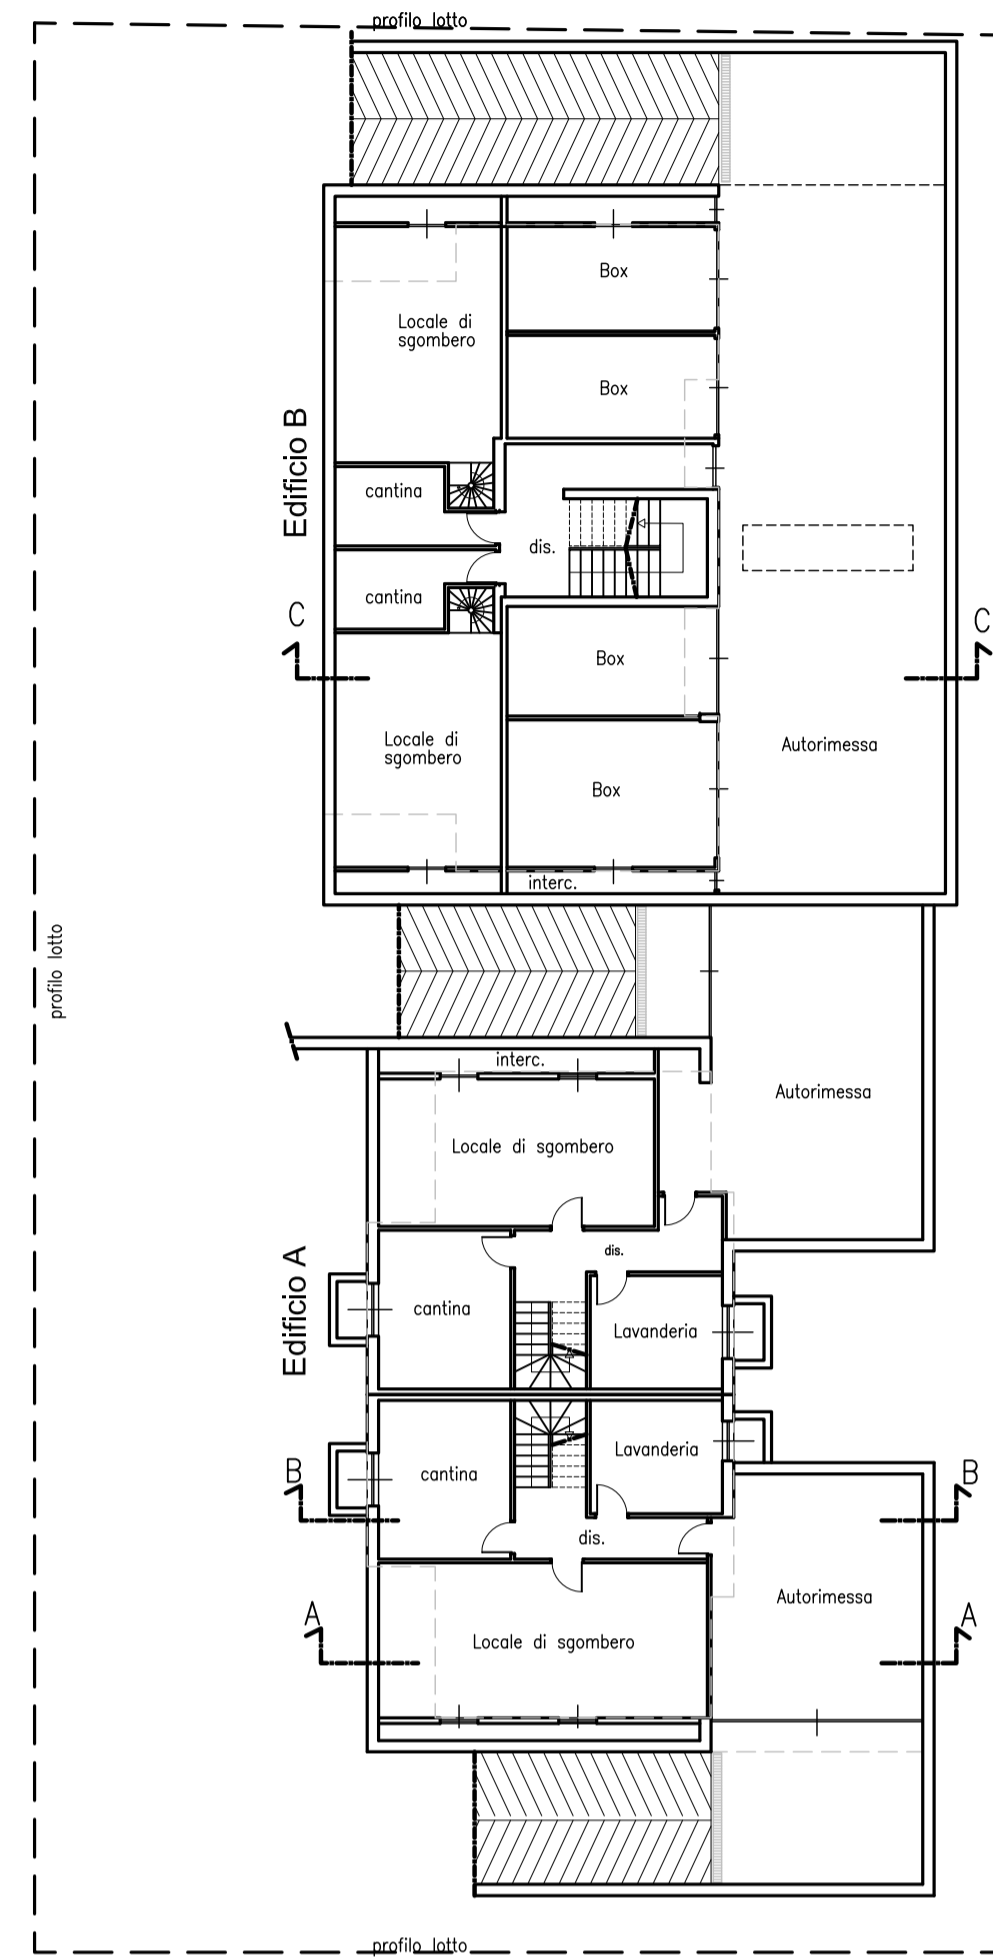 profilo lotto
Box
Locale di
sgombero
Box
Edificio B
cantina
dis.
cantina
C
C
Box
Locale di
sgombero
Autorimessa
Box
interc.
profilo lotto
interc.
Autorimessa
Locale di sgombero
dis.
Edificio A
cantina
Lavanderia
Lavanderia
cantina
B
B
dis.
Autorimessa
A
A
Locale di sgombero
profilo lotto